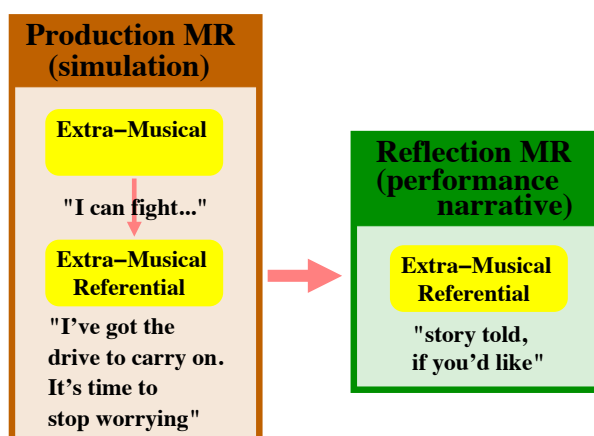 Production MR
(simulation)
Extra−Musical
"I can fight..."
Extra−Musical
Referential
"I've got the
drive to carry on.
It's time to
stop worrying"
Reflection MR
(performance
narrative)
Extra−Musical
Referential
"story told,
if you'd like"